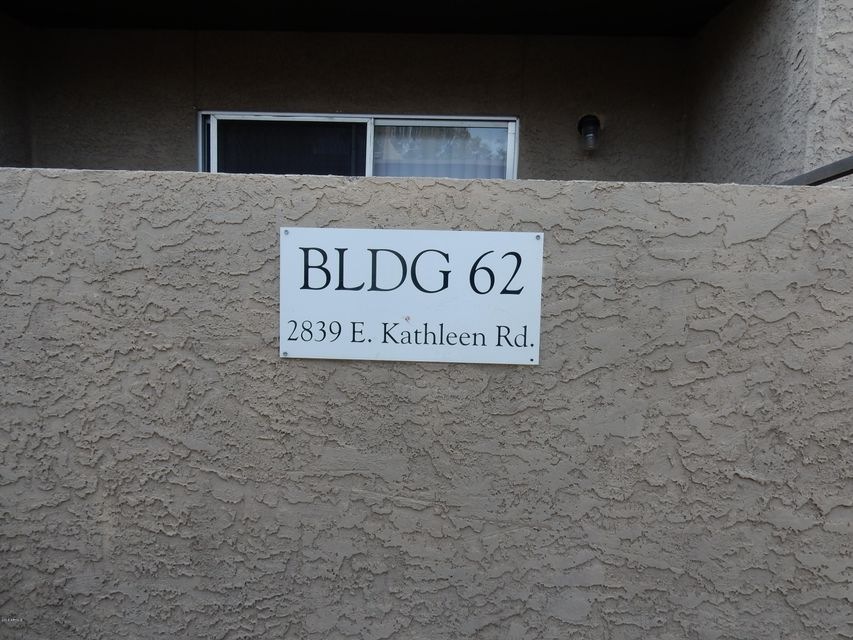 BLDG 62
2839 E. Kathleen Rd.